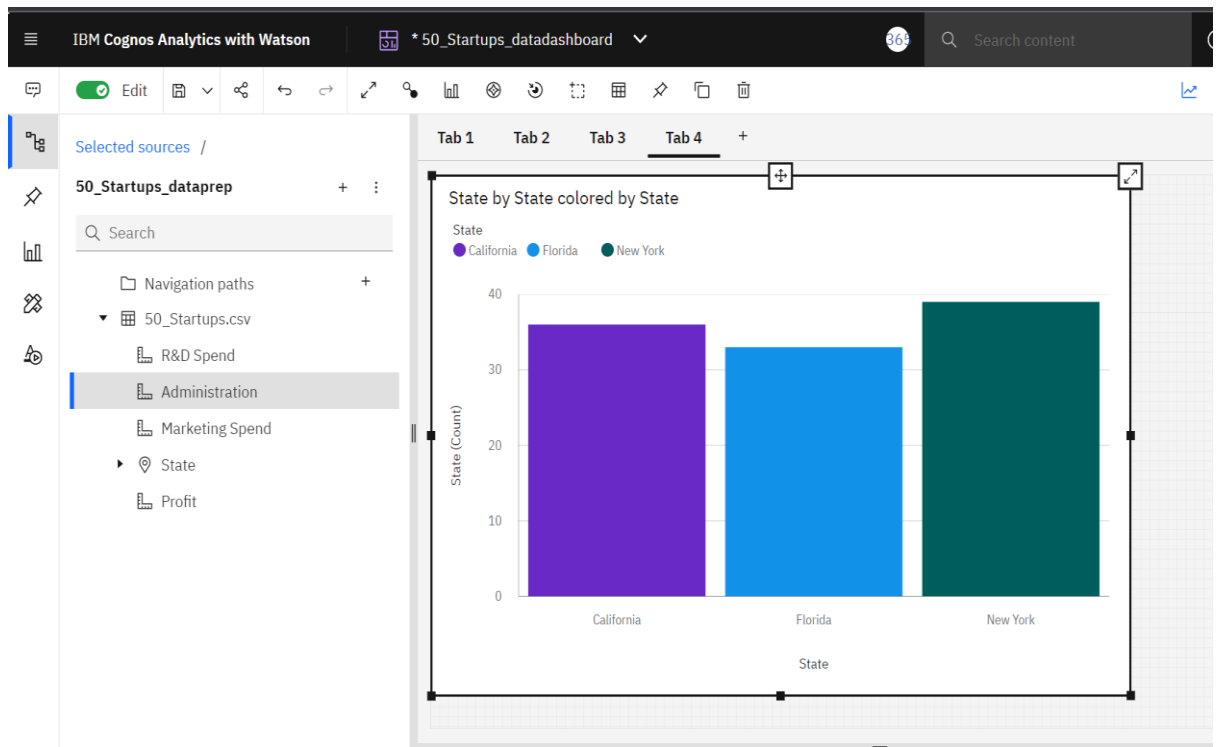 IBM Cognos Analytics with Watson
* 50_Startups_datadashboard
365
Search content
Edit
Selected sources /
Tab 1 Tab 2 Tab 3 Tab 4 +
50_Startups_dataprep
Search
Navigation paths
50_Startups.csv
R&D Spend
Administration
Marketing Spend
State
Profit
State by State colored by State
State
California Florida New York
40
30
20
10
0
State (Count)
California Florida New York
State